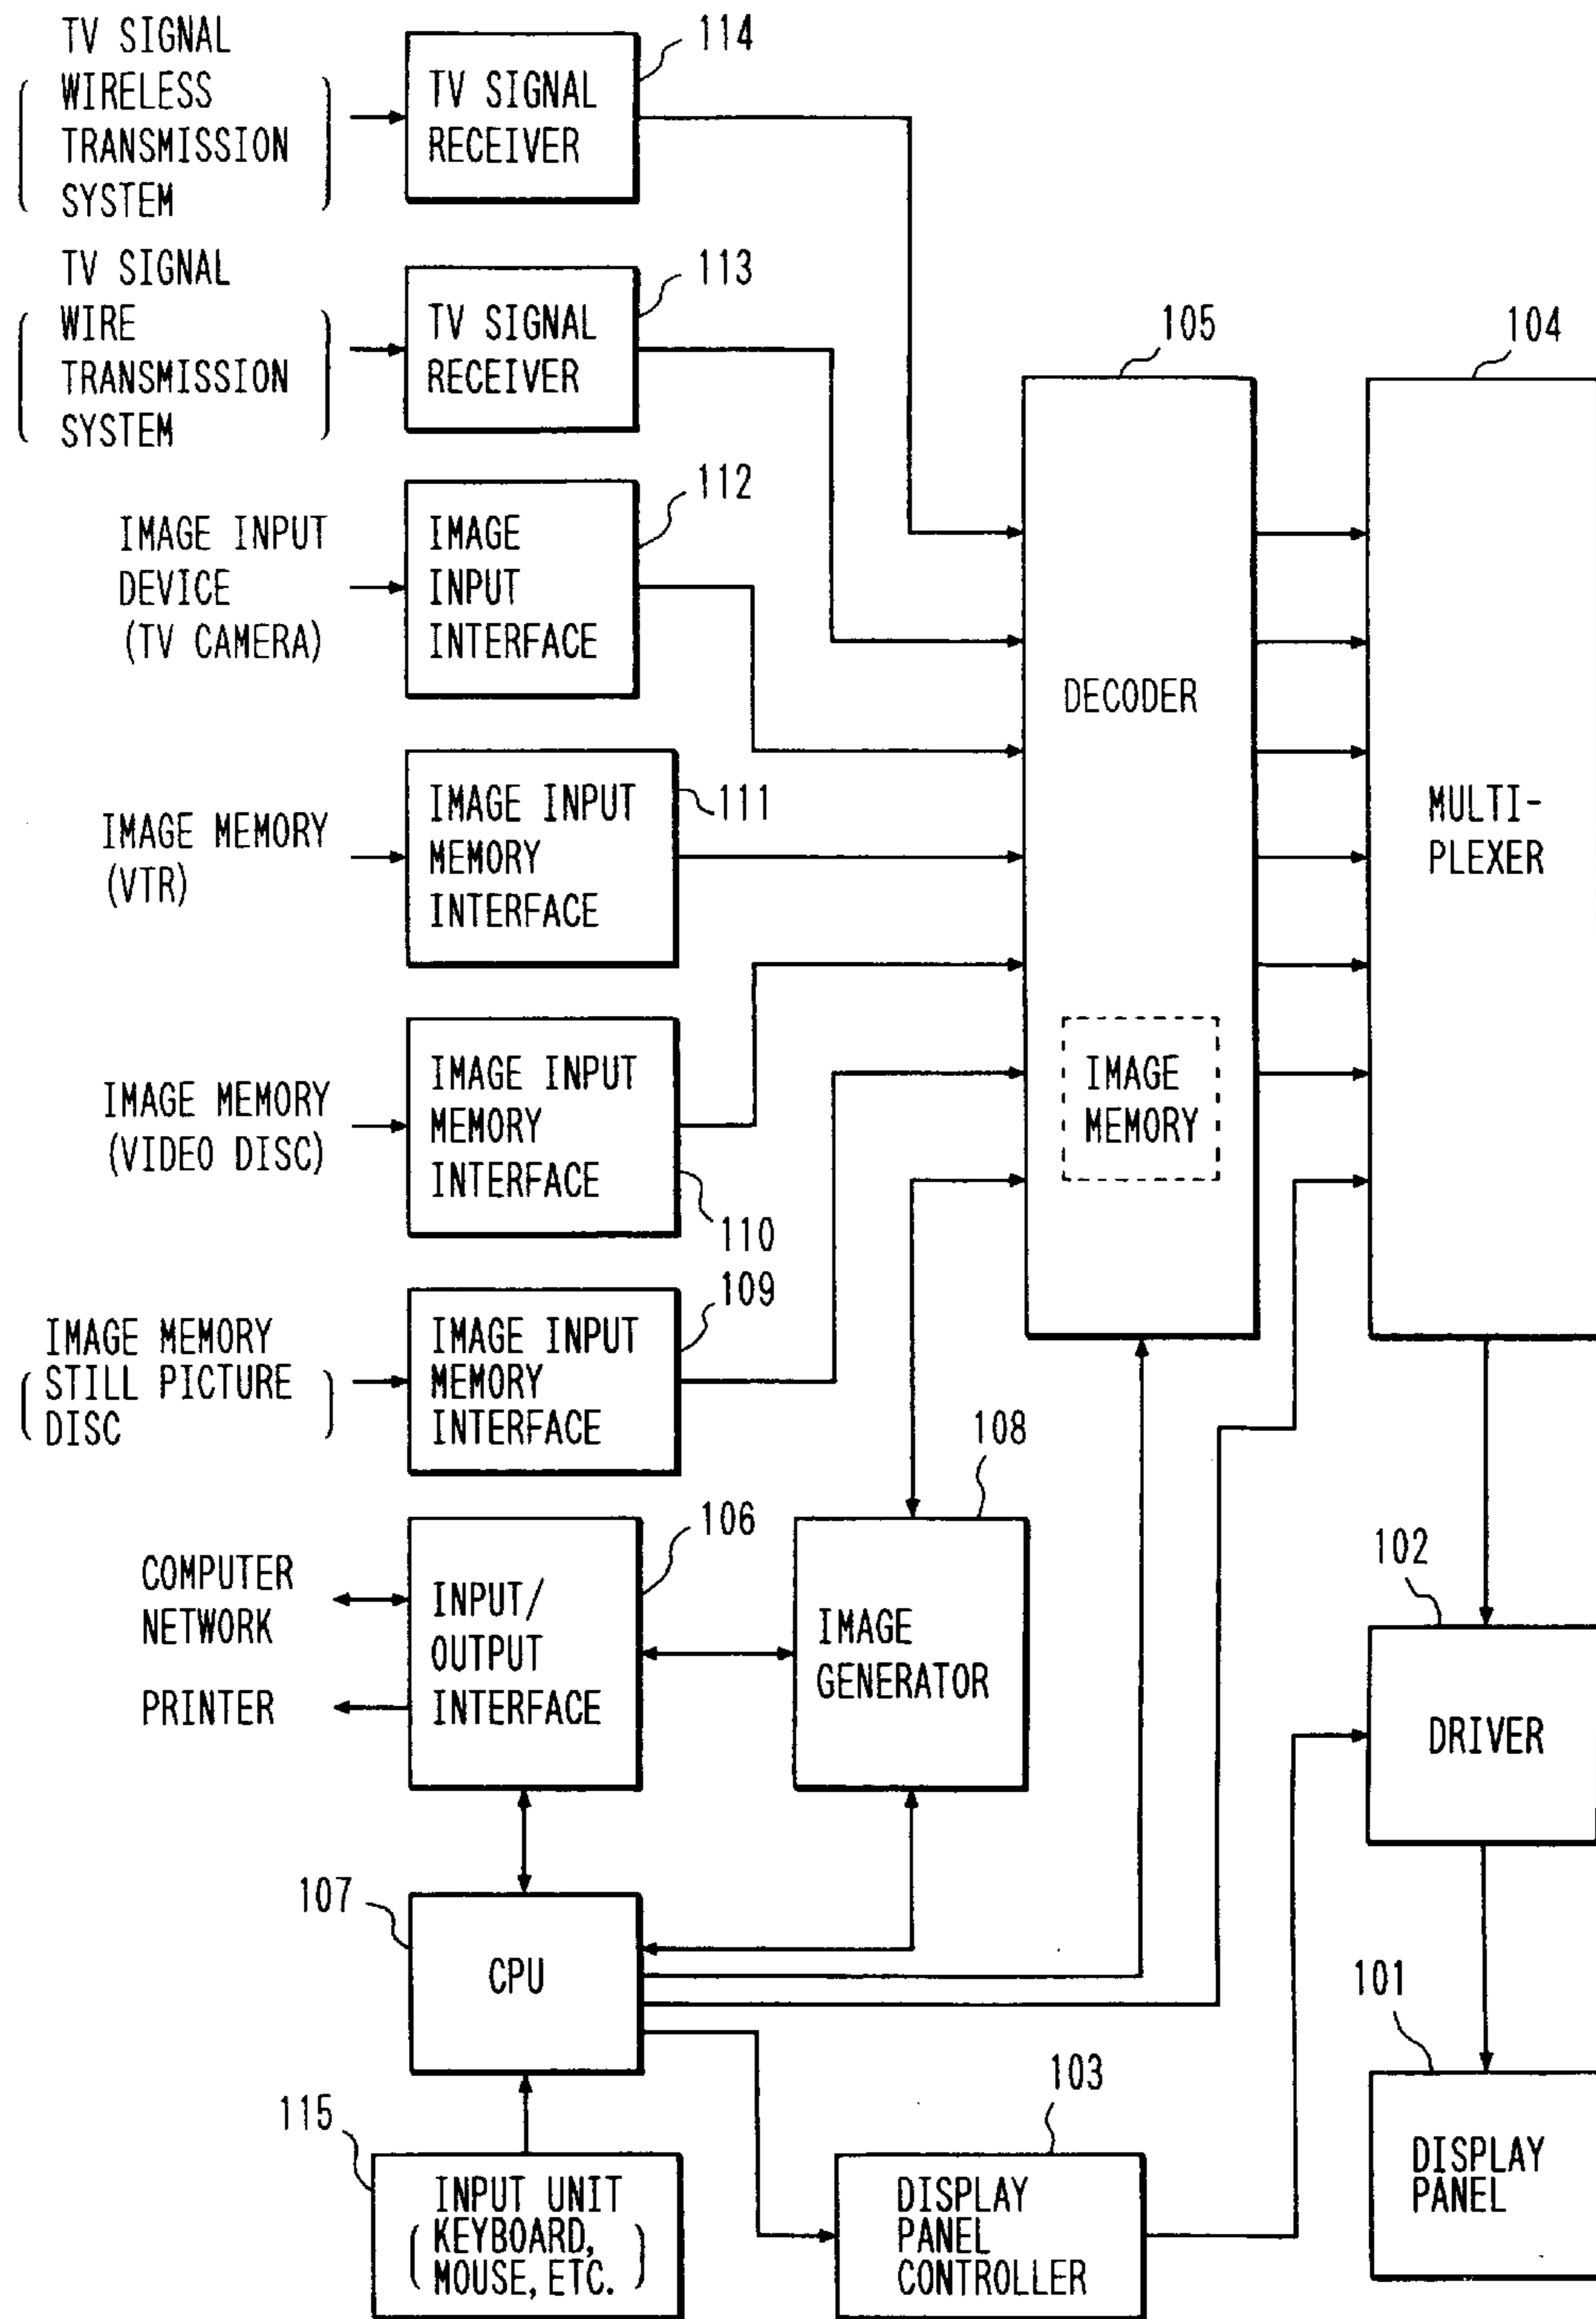 TV SIGNAL
WIRELESS
TRANSMISSION
SYSTEM
TV SIGNAL
RECEIVER
114
TV SIGNAL
WIRE
TRANSMISSION
SYSTEM
TV SIGNAL
RECEIVER
113
IMAGE INPUT
DEVICE
(TV CAMERA)
IMAGE
INPUT
INTERFACE
112
IMAGE MEMORY
(VTR)
IMAGE INPUT
MEMORY
INTERFACE
111
IMAGE MEMORY
(VIDEO DISC)
IMAGE INPUT
MEMORY
INTERFACE
110
IMAGE MEMORY
STILL PICTURE
DISC
IMAGE INPUT
MEMORY
INTERFACE
109
105
DECODER
IMAGE
MEMORY
104
MULTI-
PLEXER
COMPUTER
NETWORK
PRINTER
INPUT/
OUTPUT
INTERFACE
106
108
IMAGE
GENERATOR
102
DRIVER
107
CPU
101
DISPLAY
PANEL
115
INPUT UNIT
KEYBOARD,
MOUSE, ETC.
103
DISPLAY
PANEL
CONTROLLER